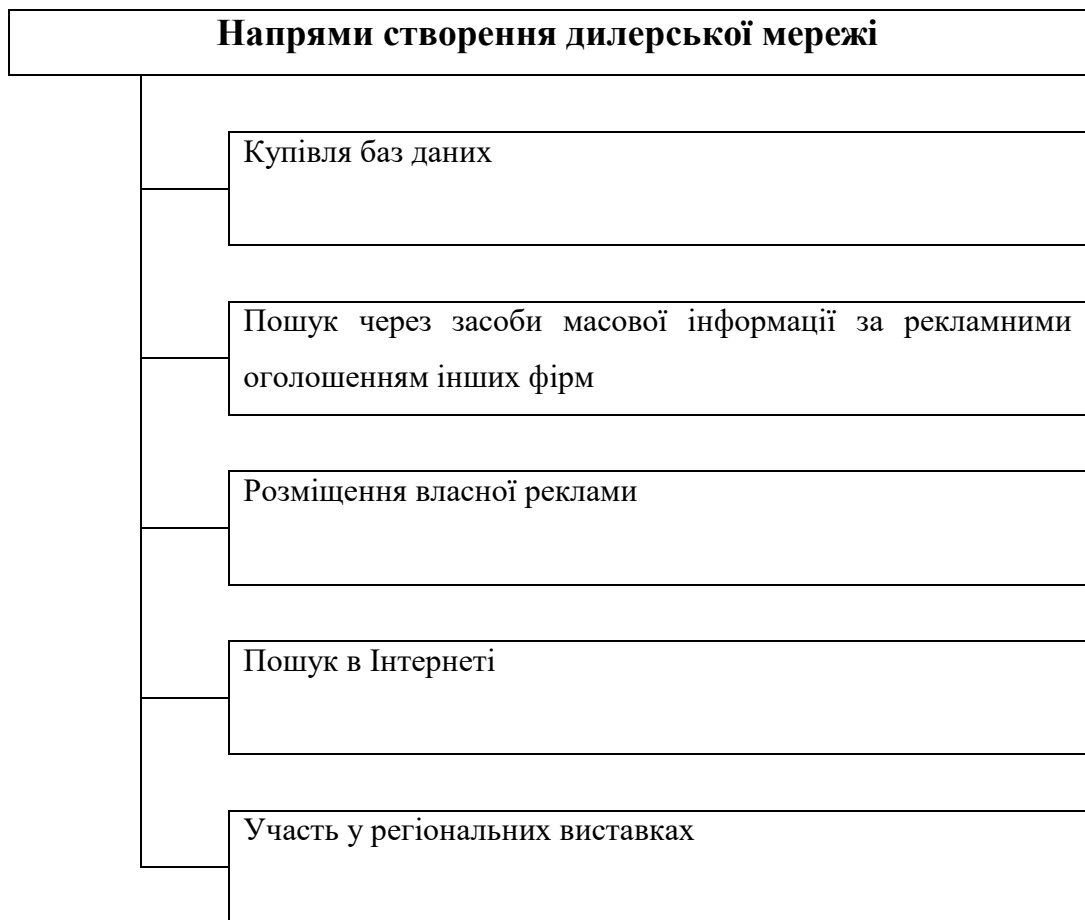 Напрями створення дилерської мережі
Купівля баз даних
Пошук через засоби масової інформації за рекламними
оголошенням інших фірм
Розміщення власної реклами
Пошук в Інтернеті
Участь у регіональних виставках